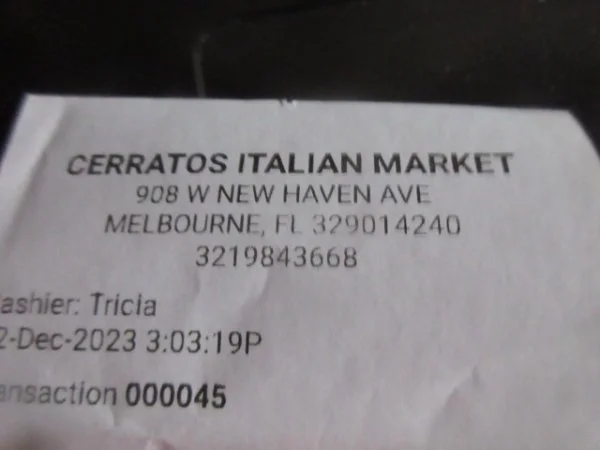 CERRATOS ITALIAN MARKET
908 W NEW HAVEN AVE
MELBOURNE, FL 329014240
3219843668
ashier: Tricia
2-Dec-2023 3:03:19P
ansaction 000045